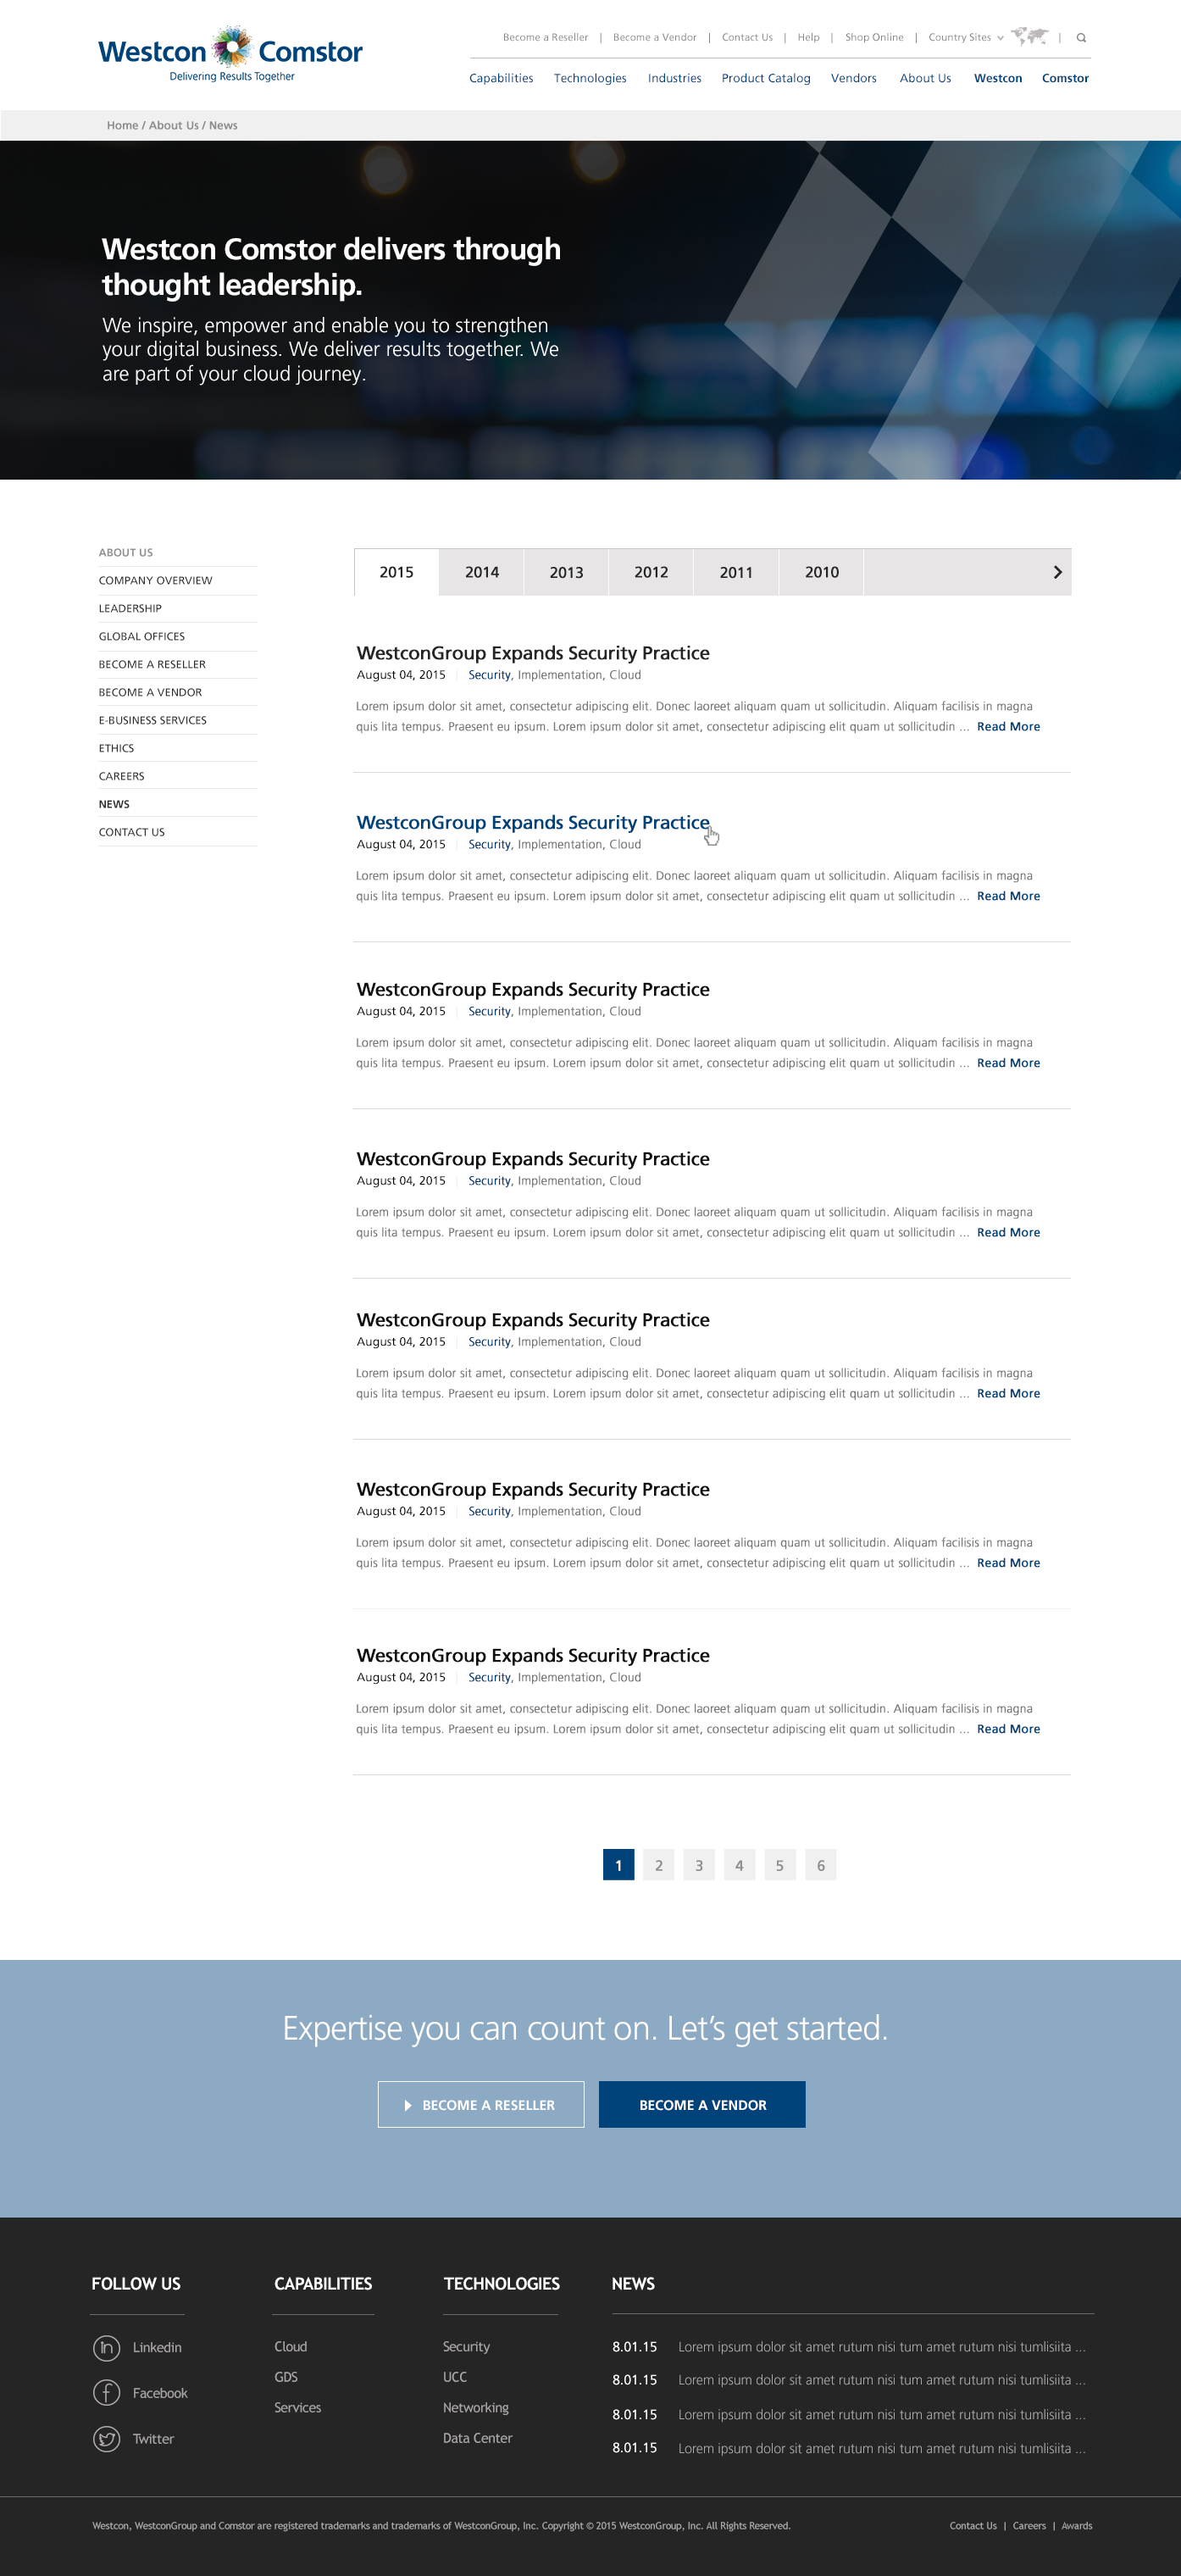 Westcon Comstor
Delivering Results Together
Become a Reseller | Become a Vendor | Contact Us | Help | Shop Online | Country Sites |
Capabilities Technologies Industries Product Catalog Vendors About Us Westcon Comstor
Home / About Us / News
Westcon Comstor delivers through
thought leadership.
We inspire, empower and enable you to strengthen
your digital business. We deliver results together. We
are part of your cloud journey.
ABOUT US
COMPANY OVERVIEW
LEADERSHIP
GLOBAL OFFICES
BECOME A RESELLER
BECOME A VENDOR
E-BUSINESS SERVICES
ETHICS
CAREERS
NEWS
CONTACT US
2015 2014 2013 2012 2011 2010
WestconGroup Expands Security Practice
August 04, 2015 | Security, Implementation, Cloud
Lorem ipsum dolor sit amet, consectetur adipiscing elit. Donec laoreet aliquam quam ut sollicitudin. Aliquam facilisis in magna
quis lita tempus. Praesent eu ipsum. Lorem ipsum dolor sit amet, consectetur adipiscing elit quam ut sollicitudin ... Read More
WestconGroup Expands Security Practice
August 04, 2015 | Security, Implementation, Cloud
Lorem ipsum dolor sit amet, consectetur adipiscing elit. Donec laoreet aliquam quam ut sollicitudin. Aliquam facilisis in magna
quis lita tempus. Praesent eu ipsum. Lorem ipsum dolor sit amet, consectetur adipiscing elit quam ut sollicitudin ... Read More
WestconGroup Expands Security Practice
August 04, 2015 | Security, Implementation, Cloud
Lorem ipsum dolor sit amet, consectetur adipiscing elit. Donec laoreet aliquam quam ut sollicitudin. Aliquam facilisis in magna
quis lita tempus. Praesent eu ipsum. Lorem ipsum dolor sit amet, consectetur adipiscing elit quam ut sollicitudin ... Read More
WestconGroup Expands Security Practice
August 04, 2015 | Security, Implementation, Cloud
Lorem ipsum dolor sit amet, consectetur adipiscing elit. Donec laoreet aliquam quam ut sollicitudin. Aliquam facilisis in magna
quis lita tempus. Praesent eu ipsum. Lorem ipsum dolor sit amet, consectetur adipiscing elit quam ut sollicitudin ... Read More
WestconGroup Expands Security Practice
August 04, 2015 | Security, Implementation, Cloud
Lorem ipsum dolor sit amet, consectetur adipiscing elit. Donec laoreet aliquam quam ut sollicitudin. Aliquam facilisis in magna
quis lita tempus. Praesent eu ipsum. Lorem ipsum dolor sit amet, consectetur adipiscing elit quam ut sollicitudin ... Read More
WestconGroup Expands Security Practice
August 04, 2015 | Security, Implementation, Cloud
Lorem ipsum dolor sit amet, consectetur adipiscing elit. Donec laoreet aliquam quam ut sollicitudin. Aliquam facilisis in magna
quis lita tempus. Praesent eu ipsum. Lorem ipsum dolor sit amet, consectetur adipiscing elit quam ut sollicitudin ... Read More
WestconGroup Expands Security Practice
August 04, 2015 | Security, Implementation, Cloud
Lorem ipsum dolor sit amet, consectetur adipiscing elit. Donec laoreet aliquam quam ut sollicitudin. Aliquam facilisis in magna
quis lita tempus. Praesent eu ipsum. Lorem ipsum dolor sit amet, consectetur adipiscing elit quam ut sollicitudin ... Read More
1 2 3 4 5 6
Expertise you can count on. Let's get started.
BECOME A RESELLER BECOME A VENDOR
FOLLOW US
in Linkedin
f Facebook
Twitter
CAPABILITIES
Cloud
GDS
Services
TECHNOLOGIES
Security
UCC
Networking
Data Center
NEWS
8.01.15 Lorem ipsum dolor sit amet rutum nisi tum amet rutum nisi tumlisiita ...
8.01.15 Lorem ipsum dolor sit amet rutum nisi tum amet rutum nisi tumlisiita ...
8.01.15 Lorem ipsum dolor sit amet rutum nisi tum amet rutum nisi tumlisiita ...
8.01.15 Lorem ipsum dolor sit amet rutum nisi tum amet rutum nisi tumlisiita ...
Westcon, WestconGroup and Comstor are registered trademarks and trademarks of WestconGroup, Inc. Copyright © 2015 WestconGroup, Inc. All Rights Reserved.
Contact Us | Careers | Awards